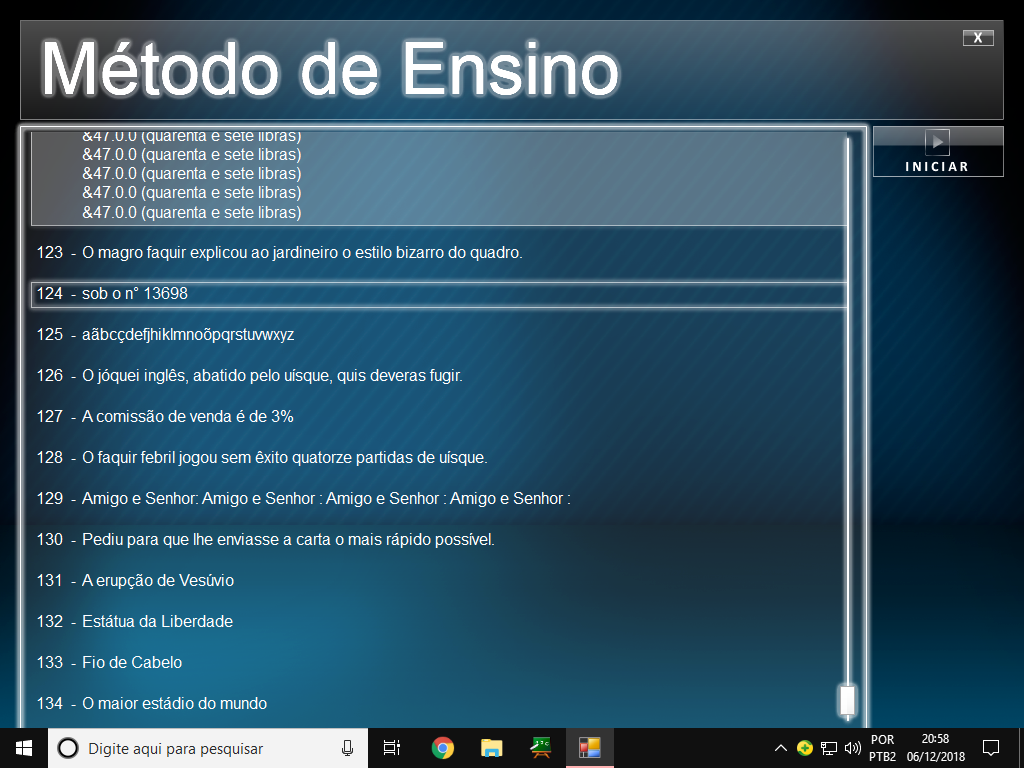 Método de Ensino
X
INICIAR
&47.0.0 (quarenta e sete libras)
&47.0.0 (quarenta e sete libras)
&47.0.0 (quarenta e sete libras)
&47.0.0 (quarenta e sete libras)
&47.0.0 (quarenta e sete libras)
123 - O magro faquir explicou ao jardineiro o estilo bizarro do quadro.
124 - sob o n° 13698
125 - aãbcçdefjhiklmnoõpqrstuvwxyz
126 - O jóquei inglês, abatido pelo uísque, quis deveras fugir.
127 - A comissão de venda é de 3%
128 - O faquir febril jogou sem êxito quatorze partidas de uísque.
129 - Amigo e Senhor: Amigo e Senhor : Amigo e Senhor : Amigo e Senhor :
130 - Pediu para que lhe enviasse a carta o mais rápido possível.
131 - A erupção de Vesúvio
132 - Estátua da Liberdade
133 - Fio de Cabelo
134 - O maior estádio do mundo
Digite aqui para pesquisar
POR
PTB2
20:58
06/12/2018